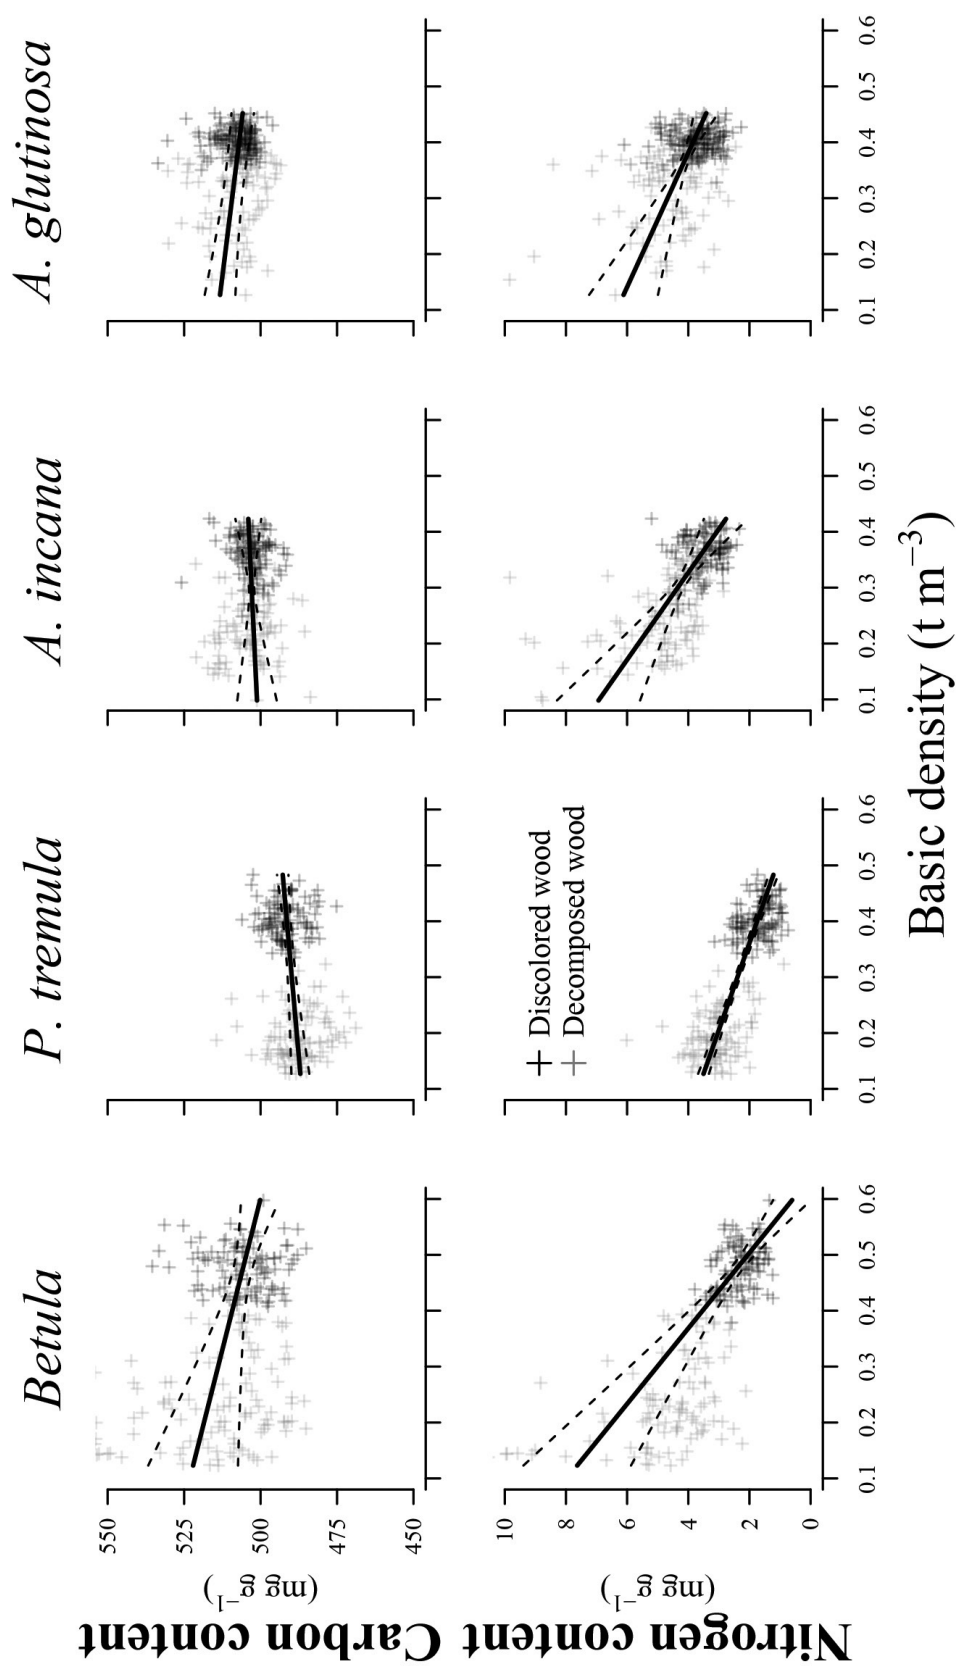 Betula
P. tremula
A. incana
A. glutinosa
Carbon content
(mg g⁻¹)
550
525
500
475
450
Nitrogen content
(mg g⁻¹)
10
8
6
4
2
0
Discolored wood
Decomposed wood
0.1 0.2 0.3 0.4 0.5 0.6
0.1 0.2 0.3 0.4 0.5 0.6
0.1 0.2 0.3 0.4 0.5 0.6
0.1 0.2 0.3 0.4 0.5 0.6
Basic density (t m⁻³)